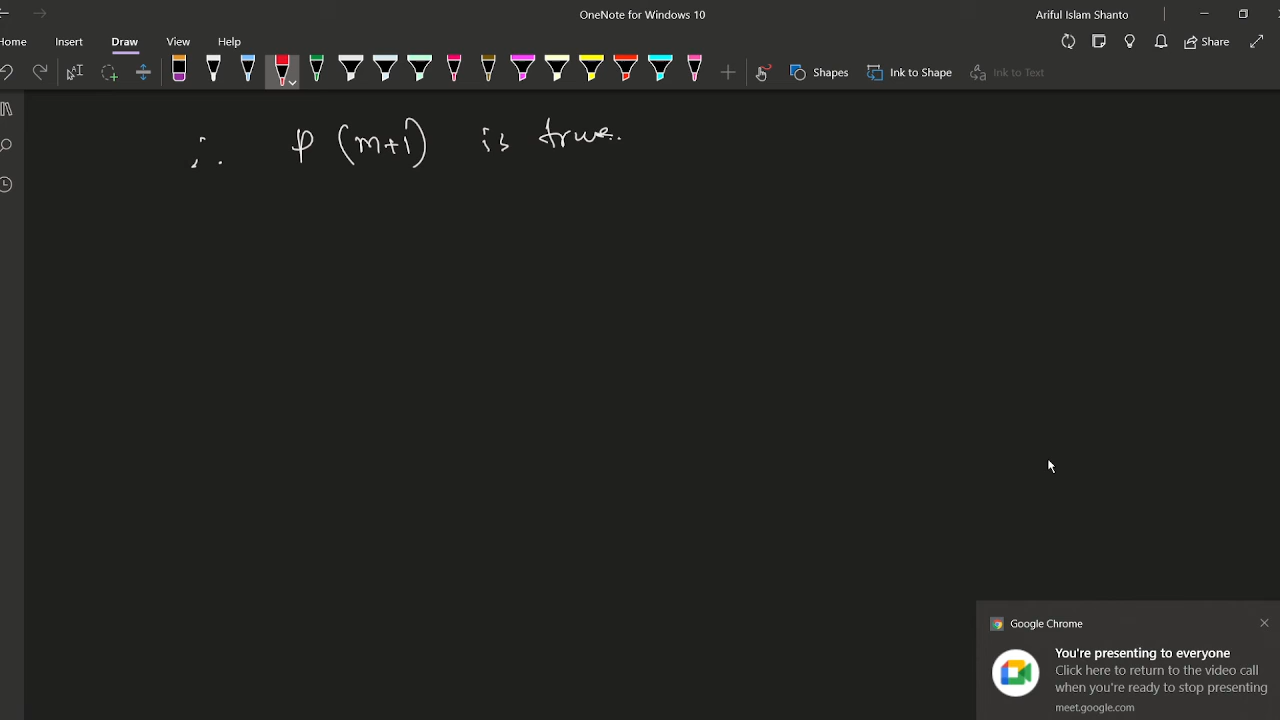 OneNote for Windows 10
Ariful Islam Shanto
Home Insert Draw View Help
Share
Shapes Ink to Shape Ink to Text
∴ P (m+1) is true.
Google Chrome
You're presenting to everyone
Click here to return to the video call
when you're ready to stop presenting
meet.google.com